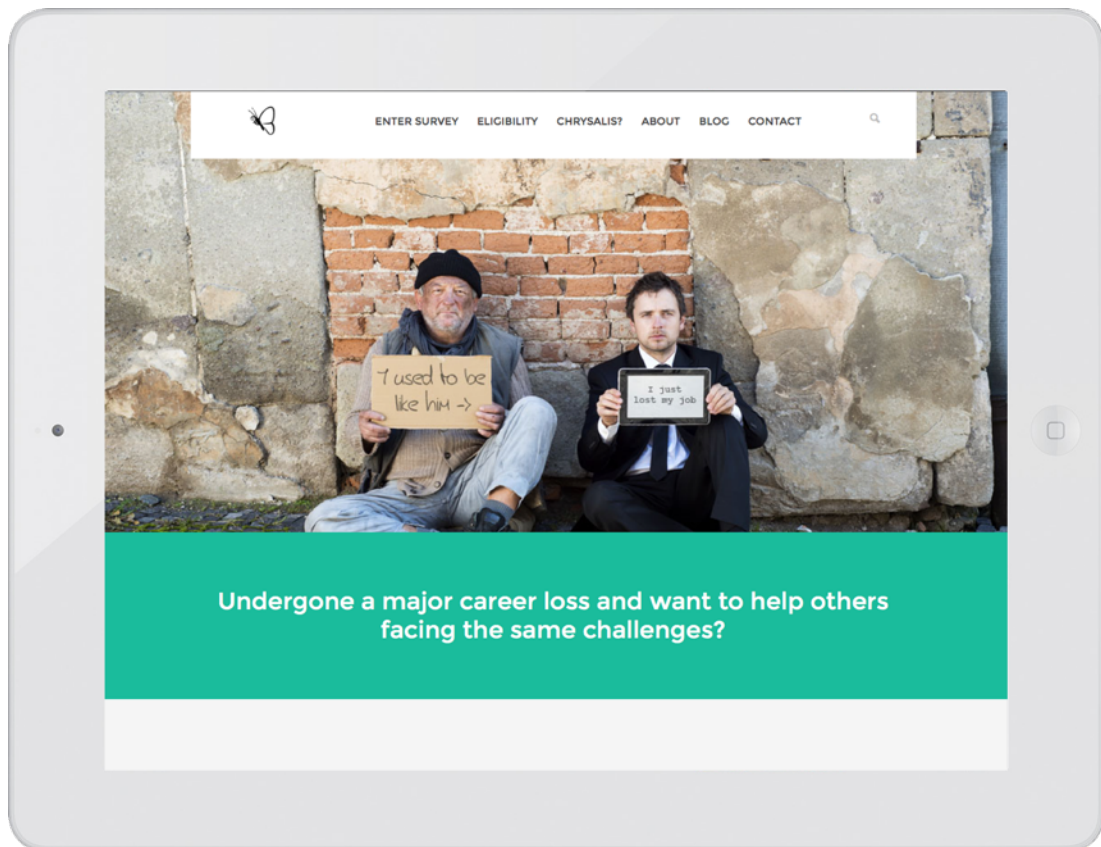 ENTER SURVEY ELIGIBILITY CHRYSALIS? ABOUT BLOG CONTACT
I used to be
like him ->
I just
lost my job
Undergone a major career loss and want to help others
facing the same challenges?